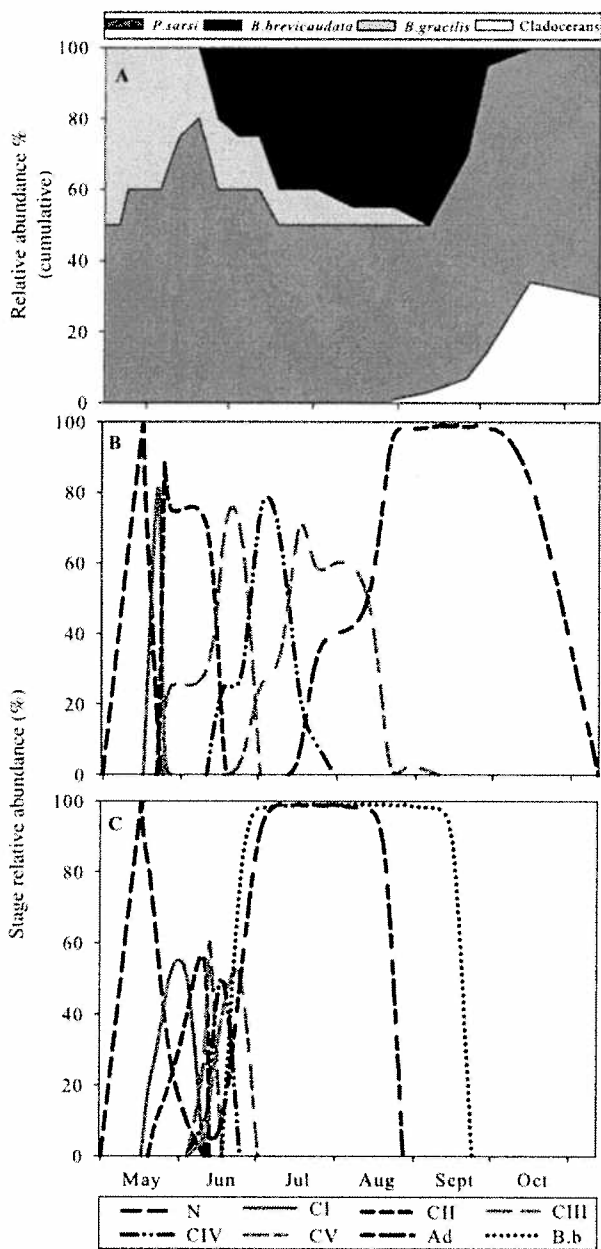 P.sarsi B.brevicaudata B.gracilis Cladocerans
A
100
80
60
40
20
0
Relative abundance %
(cumulative)
B
100
80
60
40
20
0
Stage relative abundance (%)
C
100
80
60
40
20
0
May Jun Jul Aug Sept Oct
N CI CII CIII
CIV CV Ad B.b